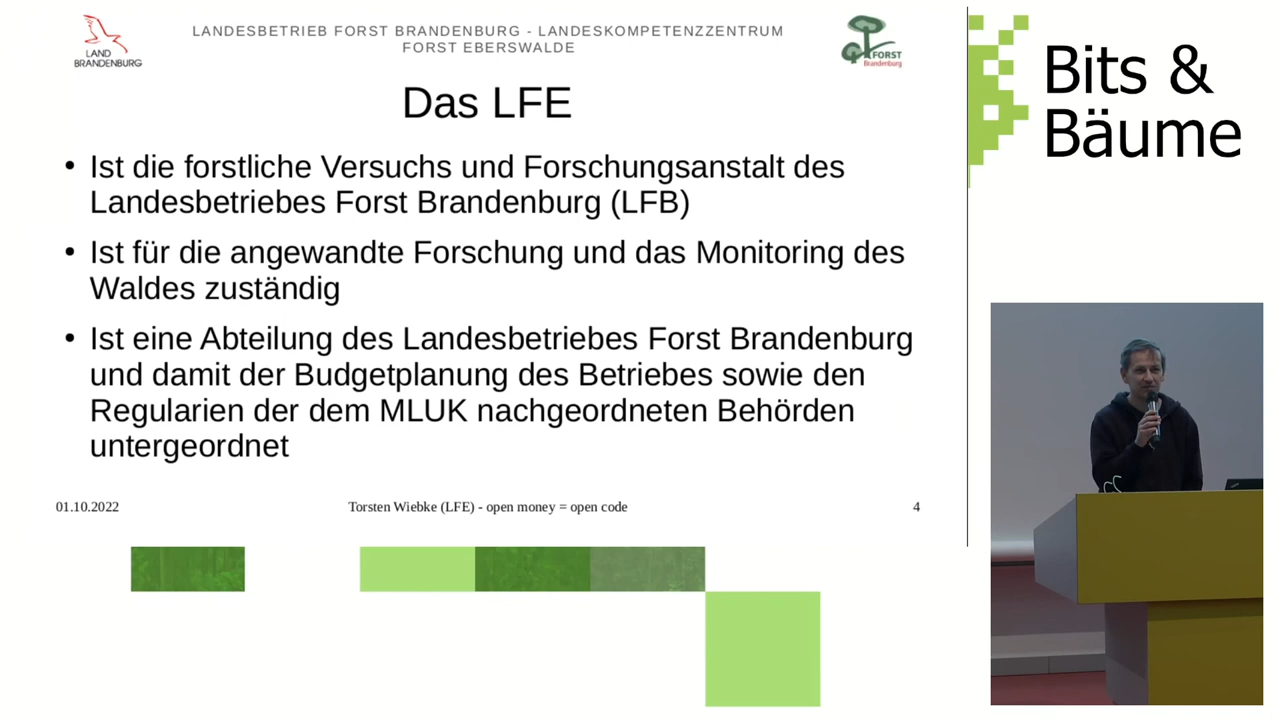 LAND
BRANDENBURG
LANDESBETRIEB FORST BRANDENBURG - LANDESKOMPETENZZENTRUM
FORST EBERSWALDE
FORST
Brandenburg
Das LFE
• Ist die forstliche Versuchs und Forschungsanstalt des
Landesbetriebes Forst Brandenburg (LFB)
• Ist für die angewandte Forschung und das Monitoring des
Waldes zuständig
• Ist eine Abteilung des Landesbetriebes Forst Brandenburg
und damit der Budgetplanung des Betriebes sowie den
Regularien der dem MLUK nachgeordneten Behörden
untergeordnet
01.10.2022
Torsten Wiebke (LFE) - open money = open code
4
Bits &
Bäume